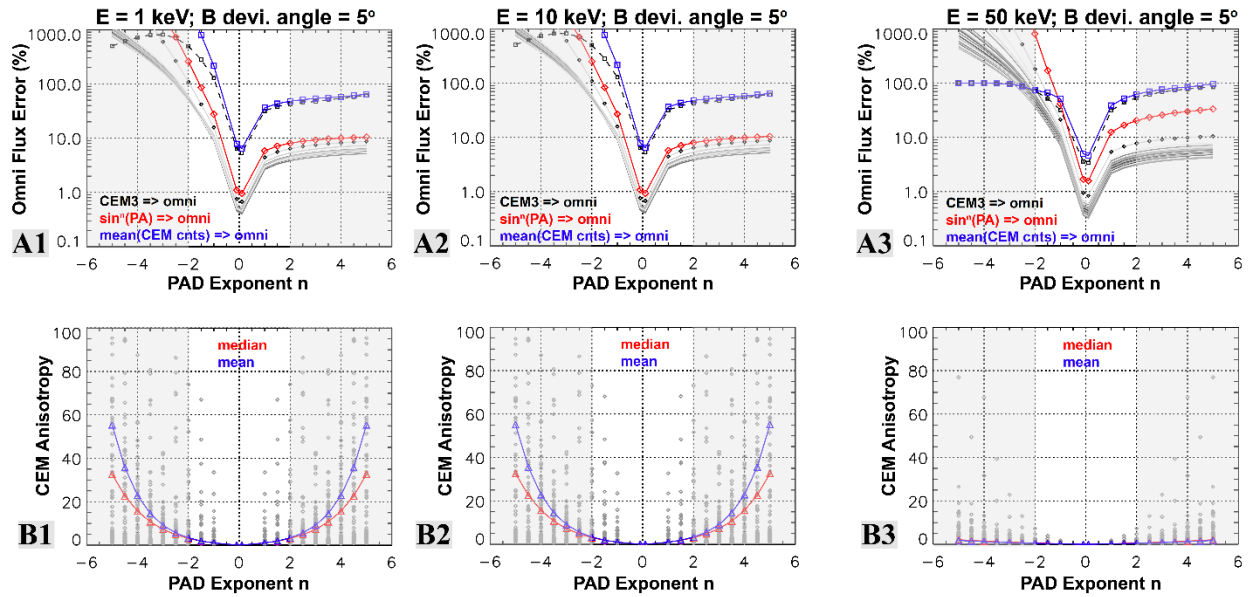 E = 1 keV; B devi. angle = 5°
Omni Flux Error (%)
1000.0
100.0
10.0
1.0
0.1
CEM3 => omni
sinⁿ(PA) => omni
mean(CEM cnts) => omni
A1
−6 −4 −2 0 2 4 6
PAD Exponent n
E = 10 keV; B devi. angle = 5°
Omni Flux Error (%)
1000.0
100.0
10.0
1.0
0.1
CEM3 => omni
sinⁿ(PA) => omni
mean(CEM cnts) => omni
A2
−6 −4 −2 0 2 4 6
PAD Exponent n
E = 50 keV; B devi. angle = 5°
Omni Flux Error (%)
1000.0
100.0
10.0
1.0
0.1
CEM3 => omni
sinⁿ(PA) => omni
mean(CEM cnts) => omni
A3
−6 −4 −2 0 2 4 6
PAD Exponent n
CEM Anisotropy
100
80
60
40
20
0
median
mean
B1
−6 −4 −2 0 2 4 6
PAD Exponent n
CEM Anisotropy
100
80
60
40
20
0
median
mean
B2
−6 −4 −2 0 2 4 6
PAD Exponent n
CEM Anisotropy
100
80
60
40
20
0
median
mean
B3
−6 −4 −2 0 2 4 6
PAD Exponent n